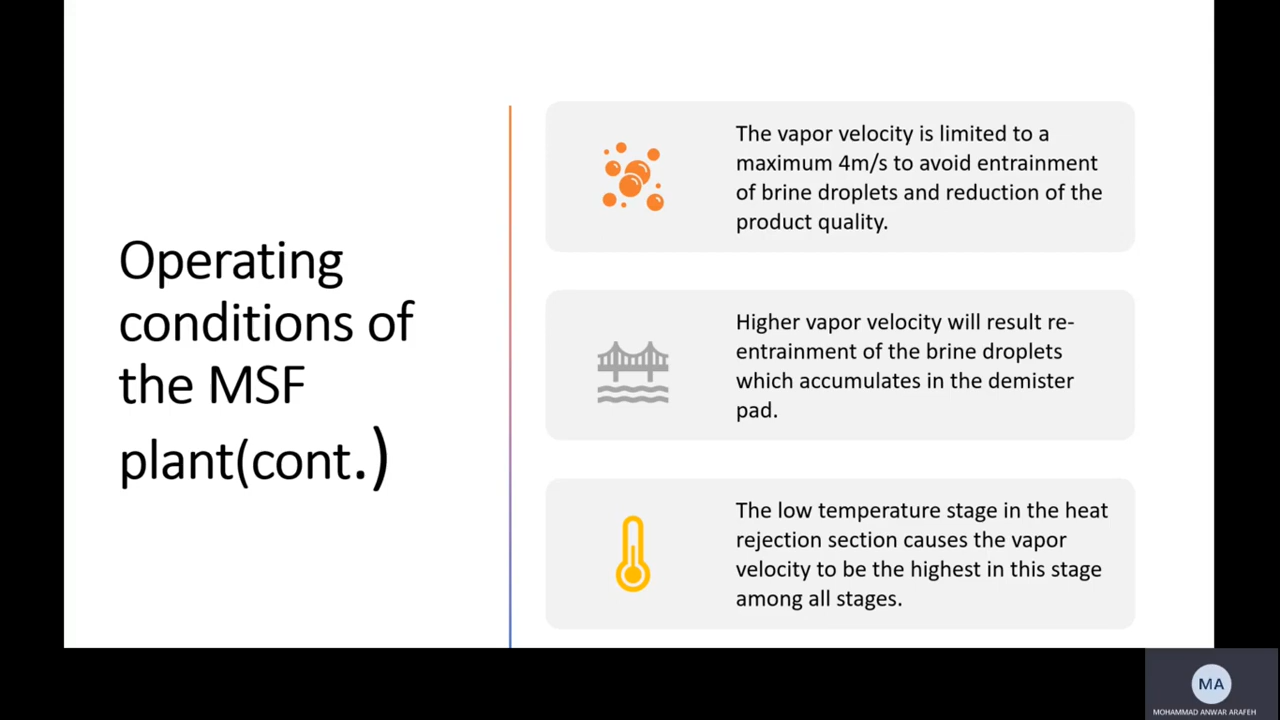 Operating
conditions of
the MSF
plant(cont.)
The vapor velocity is limited to a
maximum 4m/s to avoid entrainment
of brine droplets and reduction of the
product quality.
Higher vapor velocity will result re-
entrainment of the brine droplets
which accumulates in the demister
pad.
The low temperature stage in the heat
rejection section causes the vapor
velocity to be the highest in this stage
among all stages.
MA
MOHAMMAD ANWAR ARAFEH